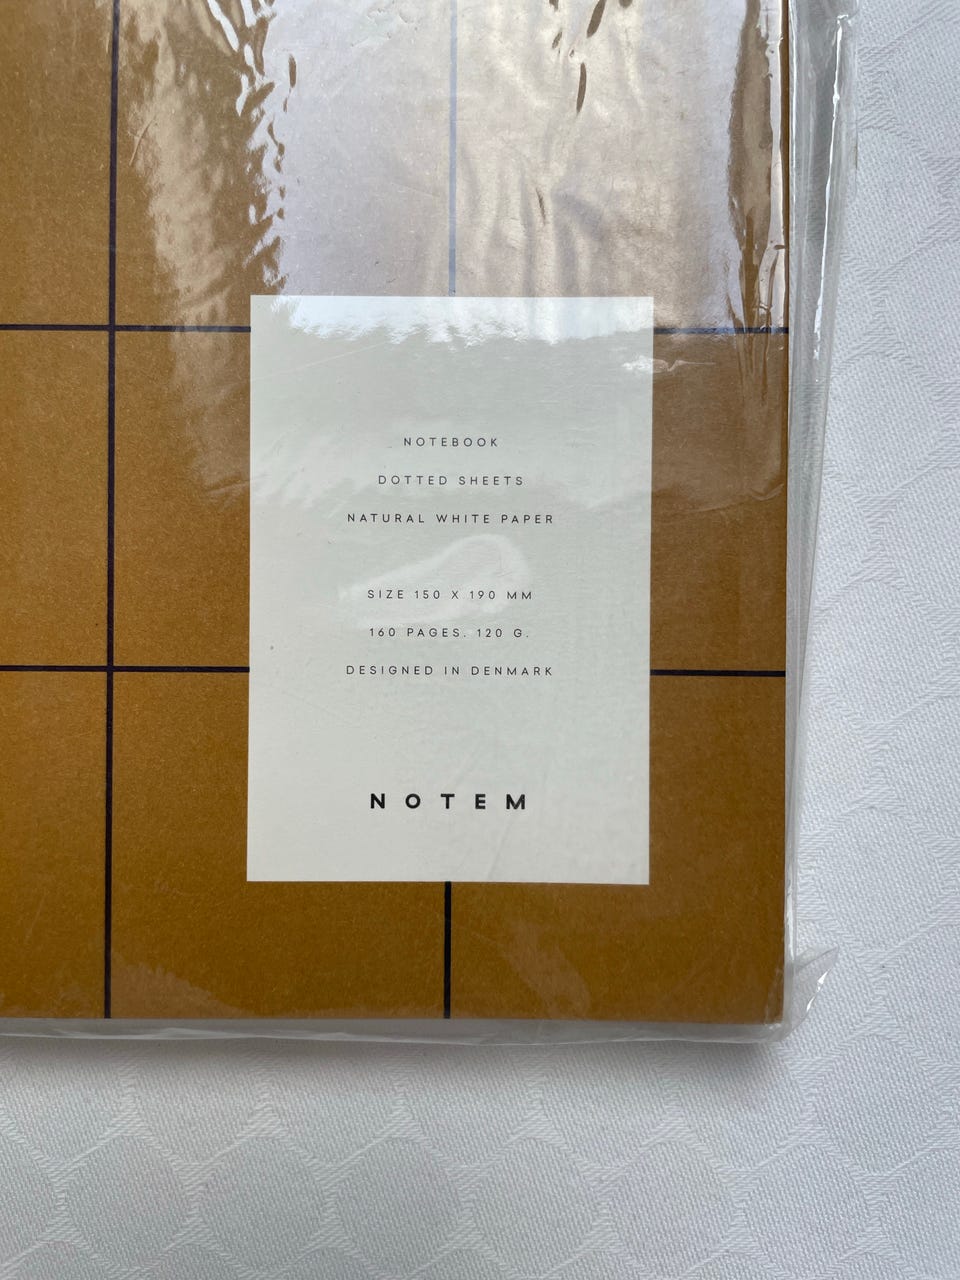 NOTEBOOK
DOTTED SHEETS
NATURAL WHITE PAPER
SIZE 150 X 190 MM
160 PAGES. 120 G.
DESIGNED IN DENMARK
NOTEM